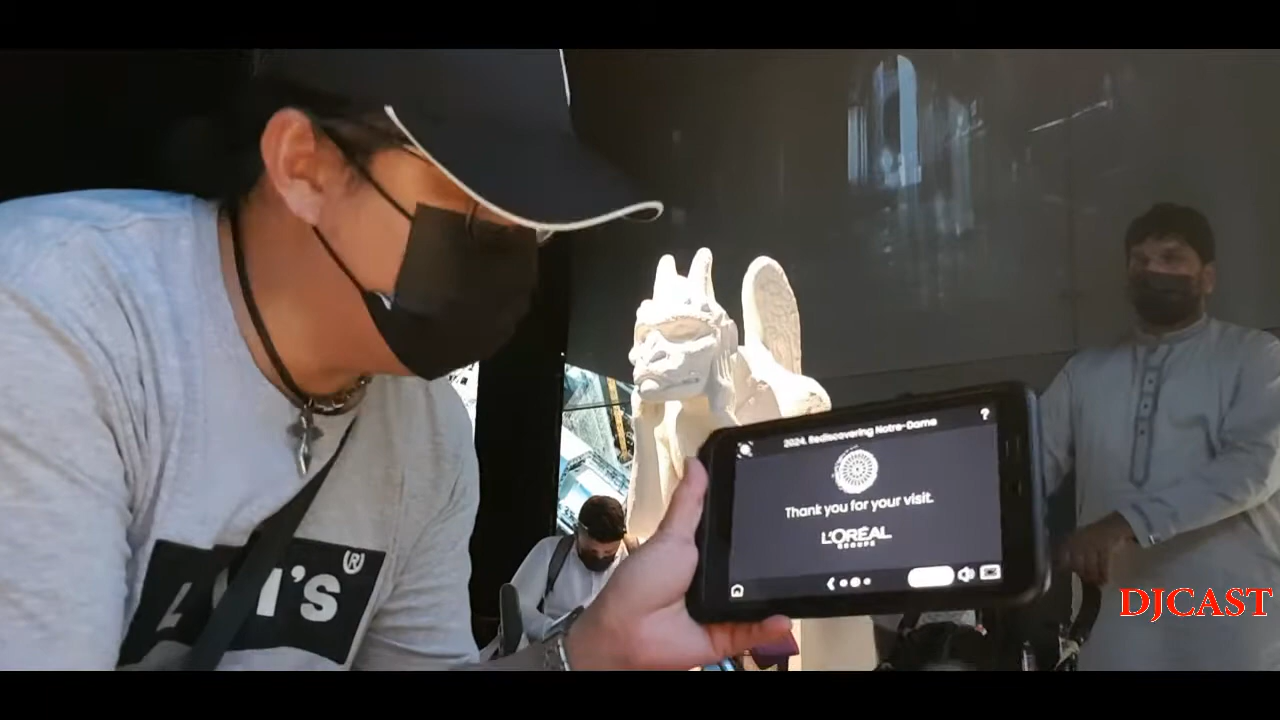 2024. Rediscovering Notre-Dame
?
Thank you for your visit.
L'ORÉAL
GROUPE
'S
(R)
DJCAST